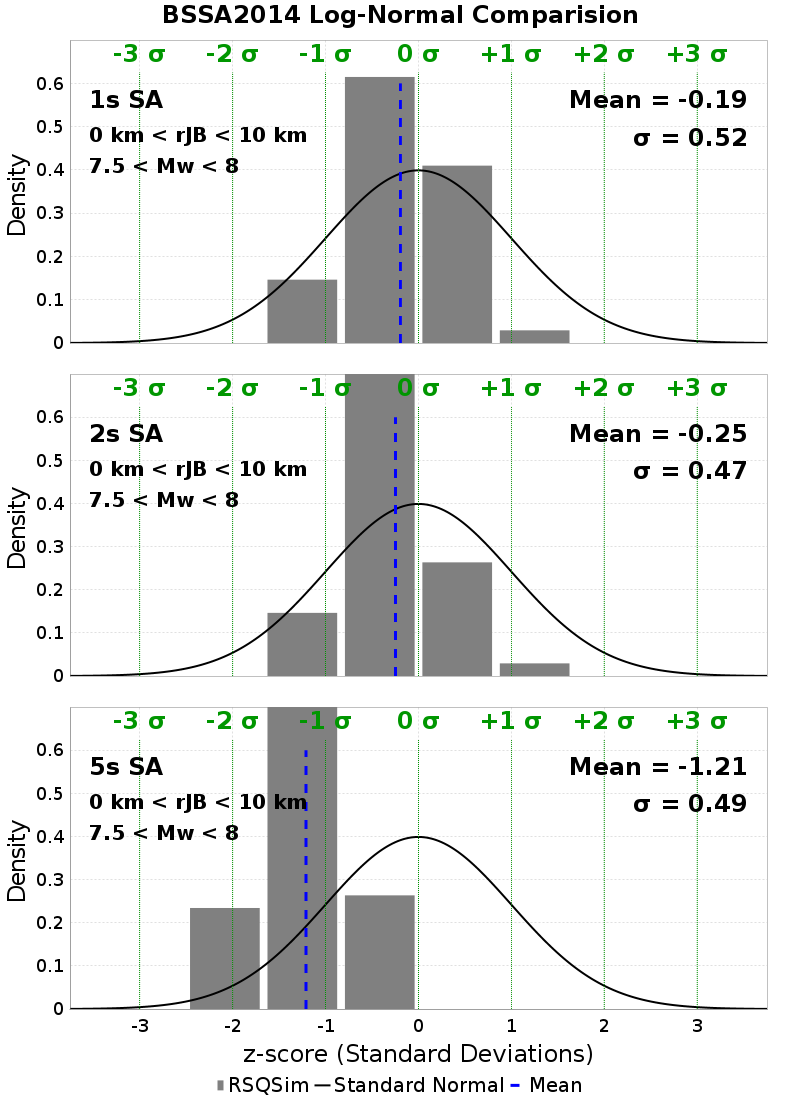 BSSA2014 Log-Normal Comparision
-3 σ -2 σ -1 σ 0 σ +1 σ +2 σ +3 σ
1s SA
Mean = -0.19
0 km < rJB < 10 km
σ = 0.52
7.5 < Mw < 8
Density
0.6
0.5
0.4
0.3
0.2
0.1
0
-3 σ -2 σ -1 σ 0 σ +1 σ +2 σ +3 σ
2s SA
Mean = -0.25
0 km < rJB < 10 km
σ = 0.47
7.5 < Mw < 8
Density
0.6
0.5
0.4
0.3
0.2
0.1
0
-3 σ -2 σ -1 σ 0 σ +1 σ +2 σ +3 σ
5s SA
Mean = -1.21
0 km < rJB < 10 km
σ = 0.49
7.5 < Mw < 8
Density
0.6
0.5
0.4
0.3
0.2
0.1
0
-3 -2 -1 0 1 2 3
z-score (Standard Deviations)
RSQSim Standard Normal Mean